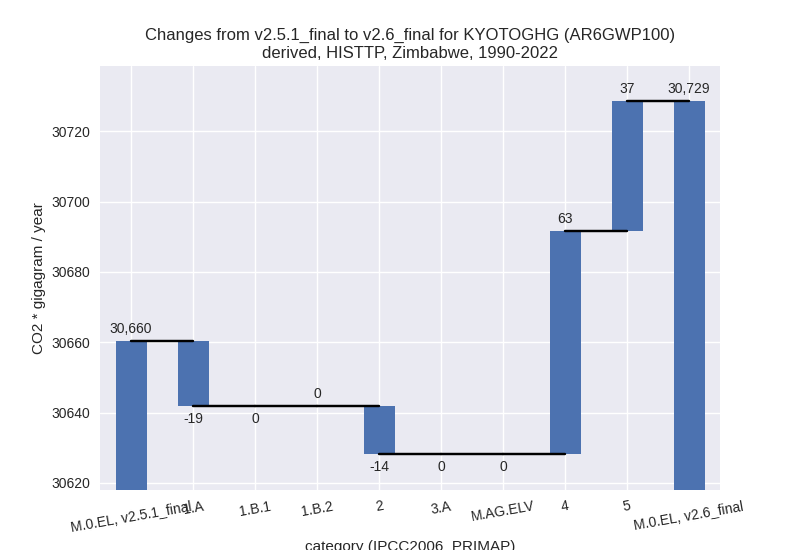 Changes from v2.5.1_final to v2.6_final for KYOTOGHG (AR6GWP100)
derived, HISTTP, Zimbabwe, 1990-2022
CO2 * gigagram / year
30720
30700
30680
30660
30640
30620
30,660
-19
0
0
-14
0
0
63
37
30,729
M.0.EL, v2.5.1_final
1.A
1.B.1
1.B.2
2
3.A
M.AG.ELV
4
5
M.0.EL, v2.6_final
category (IPCC2006_PRIMAP)